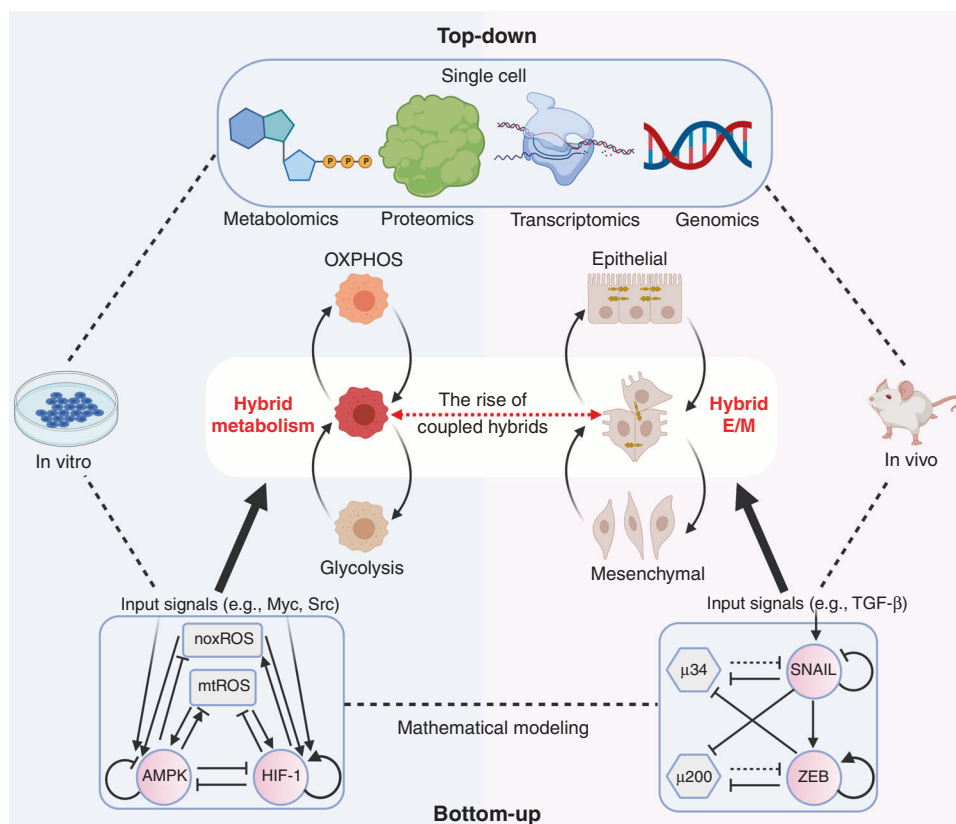 Top-down
Single cell
P P P
Metabolomics
Proteomics
Transcriptomics
Genomics
OXPHOS
Epithelial
Hybrid
metabolism
The rise of
coupled hybrids
Hybrid
E/M
In vitro
In vivo
Glycolysis
Mesenchymal
Input signals (e.g., Myc, Src)
Input signals (e.g., TGF-β)
noxROS
mtROS
AMPK
HIF-1
μ34
SNAIL
μ200
ZEB
Mathematical modeling
Bottom-up